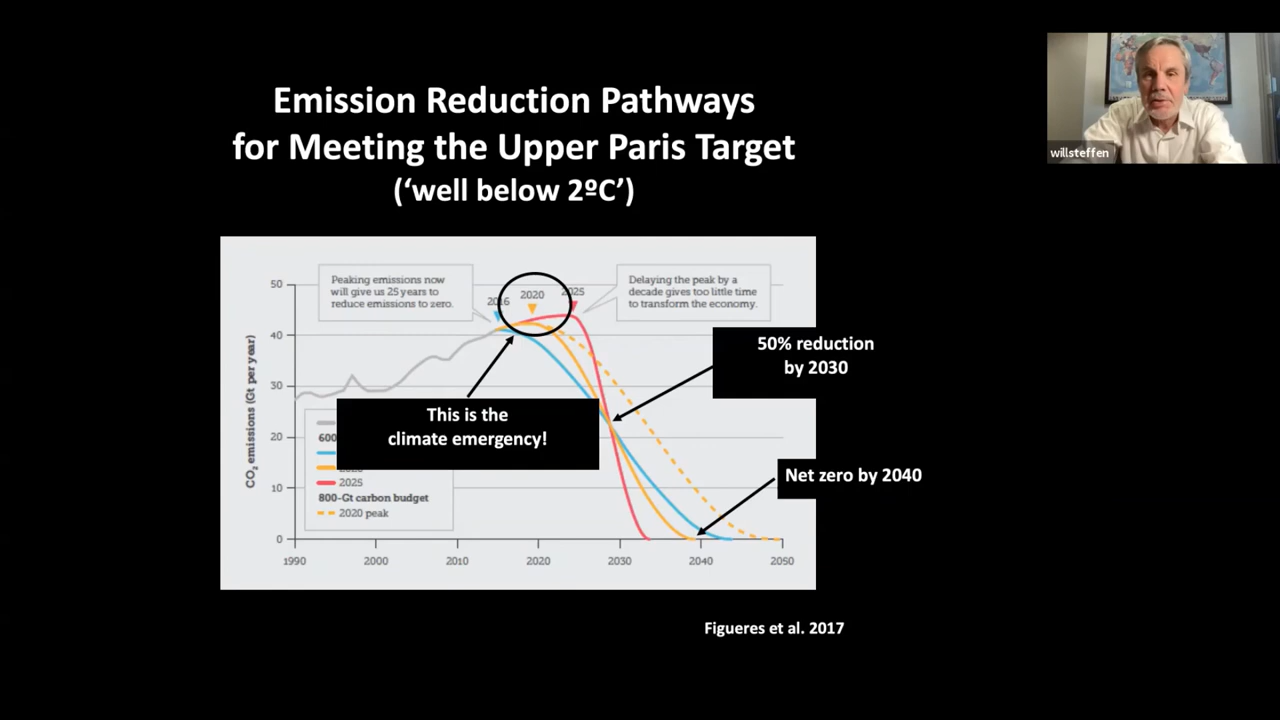 Emission Reduction Pathways
for Meeting the Upper Paris Target
(‘well below 2ºC’)
willsteffen
Peaking emissions now
will give us 25 years to
reduce emissions to zero.
2016
2020
2025
Delaying the peak by a
decade gives too little time
to transform the economy.
50% reduction
by 2030
This is the
climate emergency!
Net zero by 2040
CO₂ emissions (Gt per year)
50
40
30
20
10
0
600
2025
800-Gt carbon budget
2020 peak
1990
2000
2010
2020
2030
2040
2050
Figueres et al. 2017